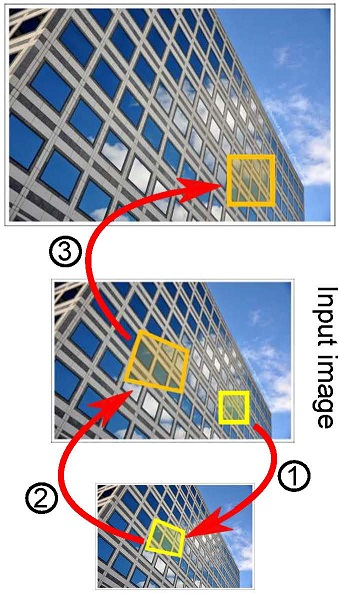 ③
Input image
①
②